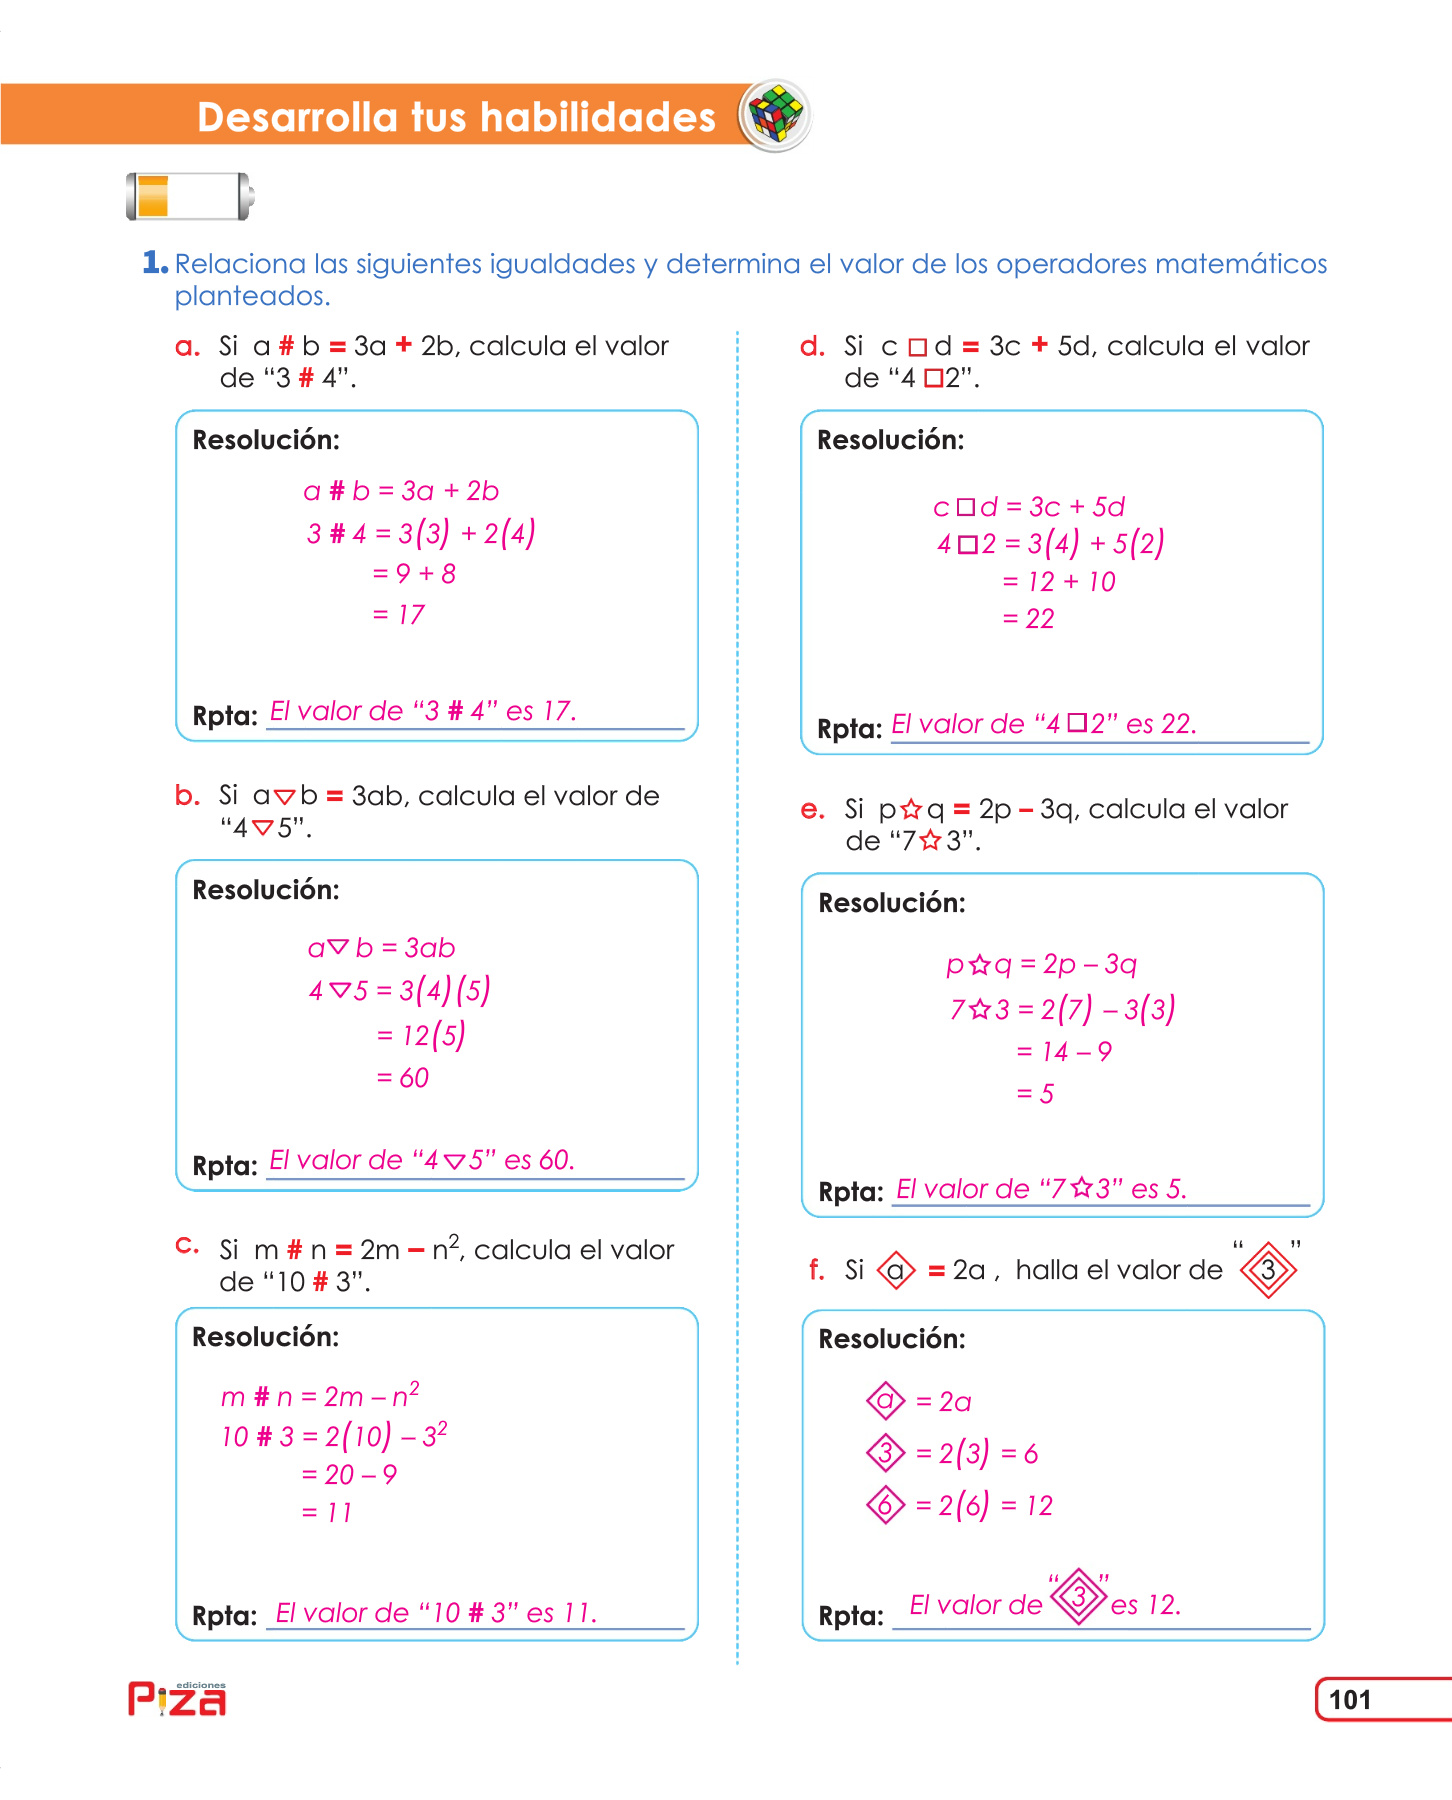 Desarrolla tus habilidades
1. Relaciona las siguientes igualdades y determina el valor de los operadores matemáticos
planteados.
a. Si a # b = 3a + 2b, calcula el valor
de “3 # 4”.
Resolución:
a # b = 3a + 2b
3 # 4 = 3(3) + 2(4)
= 9 + 8
= 17
Rpta: El valor de “3 # 4” es 17.
b. Si a ▽ b = 3ab, calcula el valor de
“4 ▽ 5”.
Resolución:
a ▽ b = 3ab
4 ▽ 5 = 3(4)(5)
= 12(5)
= 60
Rpta: El valor de “4 ▽ 5” es 60.
c. Si m # n = 2m – n², calcula el valor
de “10 # 3”.
Resolución:
m # n = 2m – n²
10 # 3 = 2(10) – 3²
= 20 – 9
= 11
Rpta: El valor de “10 # 3” es 11.
d. Si c □ d = 3c + 5d, calcula el valor
de “4 □ 2”.
Resolución:
c □ d = 3c + 5d
4 □ 2 = 3(4) + 5(2)
= 12 + 10
= 22
Rpta: El valor de “4 □ 2” es 22.
e. Si p ☆ q = 2p – 3q, calcula el valor
de “7 ☆ 3”.
Resolución:
p ☆ q = 2p – 3q
7 ☆ 3 = 2(7) – 3(3)
= 14 – 9
= 5
Rpta: El valor de “7 ☆ 3” es 5.
f. Si a = 2a , halla el valor de “3”
Resolución:
a = 2a
3 = 2(3) = 6
6 = 2(6) = 12
Rpta: El valor de “3” es 12.
ediciones
Piza
101